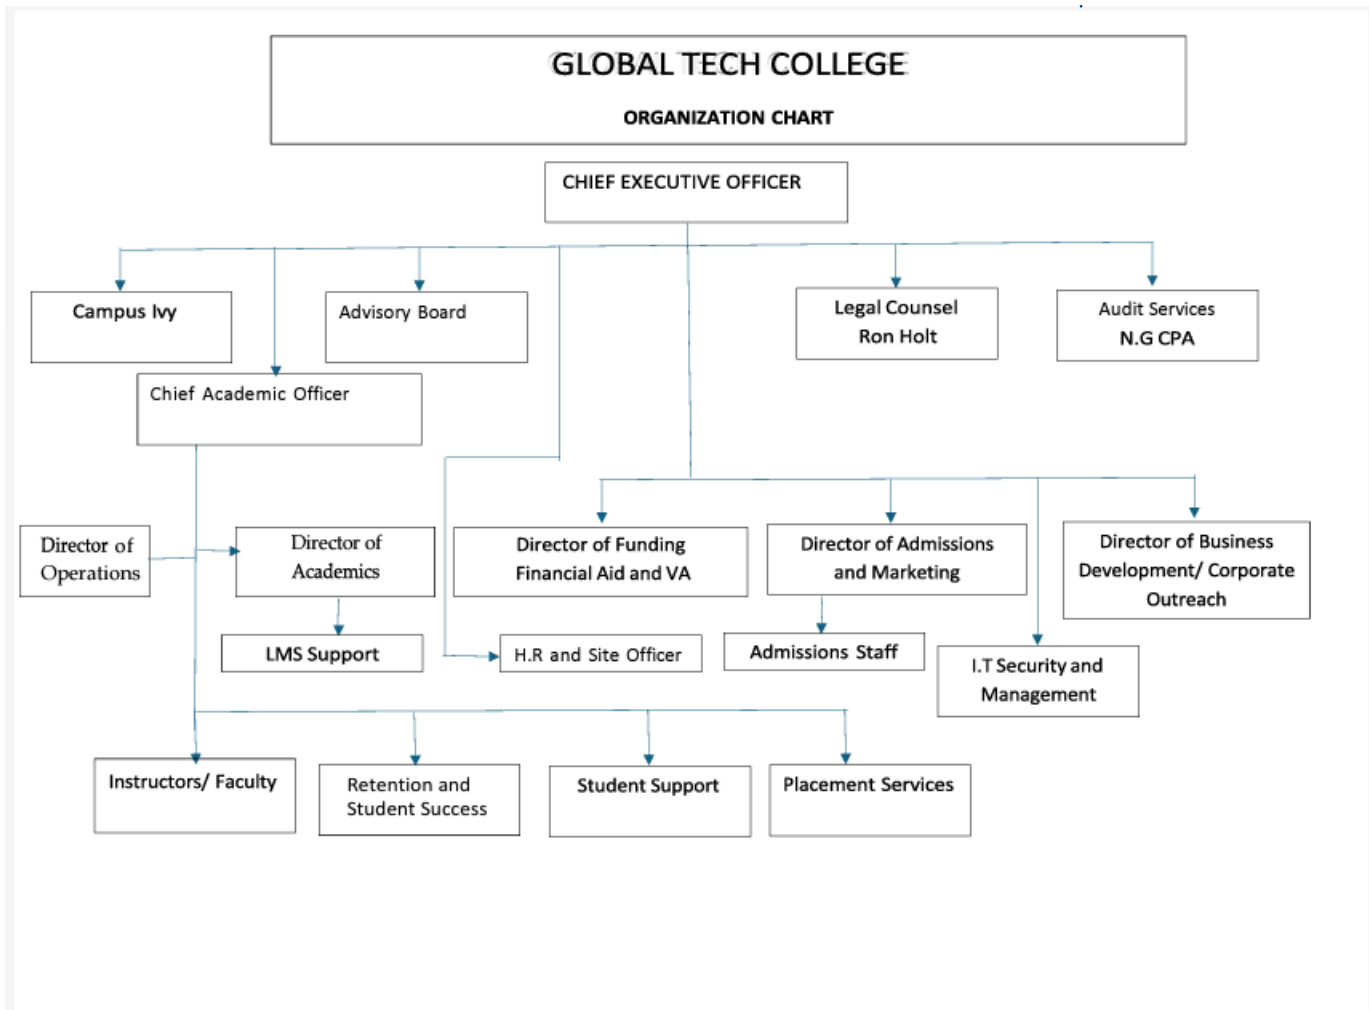 GLOBAL TECH COLLEGE
ORGANIZATION CHART
CHIEF EXECUTIVE OFFICER
Campus Ivy
Advisory Board
Legal Counsel
Ron Holt
Audit Services
N.G CPA
Chief Academic Officer
Director of
Operations
Director of
Academics
Director of Funding
Financial Aid and VA
Director of Admissions
and Marketing
Director of Business
Development/ Corporate
Outreach
LMS Support
H.R and Site Officer
Admissions Staff
I.T Security and
Management
Instructors/ Faculty
Retention and
Student Success
Student Support
Placement Services